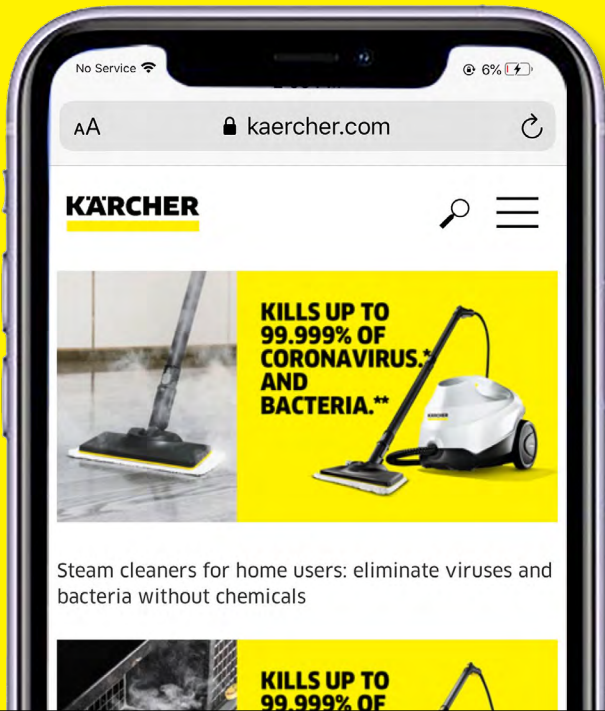 No Service
6%
AA
kaercher.com
KÄRCHER
KILLS UP TO
99.999% OF
CORONAVIRUS.*
AND
BACTERIA.**
KÄRCHER
Steam cleaners for home users: eliminate viruses and
bacteria without chemicals
KILLS UP TO
99.999% OF